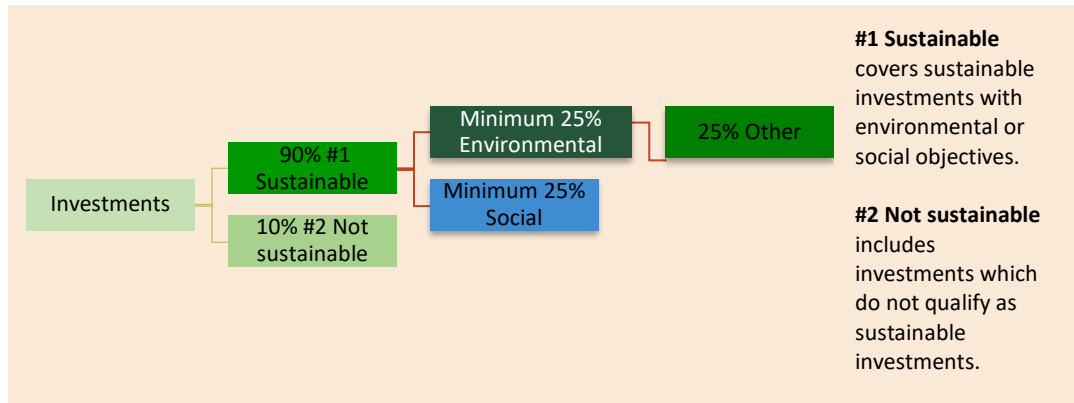 Investments
90% #1
Sustainable
10% #2 Not
sustainable
Minimum 25%
Environmental
Minimum 25%
Social
25% Other
#1 Sustainable
covers sustainable
investments with
environmental or
social objectives.
#2 Not sustainable
includes
investments which
do not qualify as
sustainable
investments.